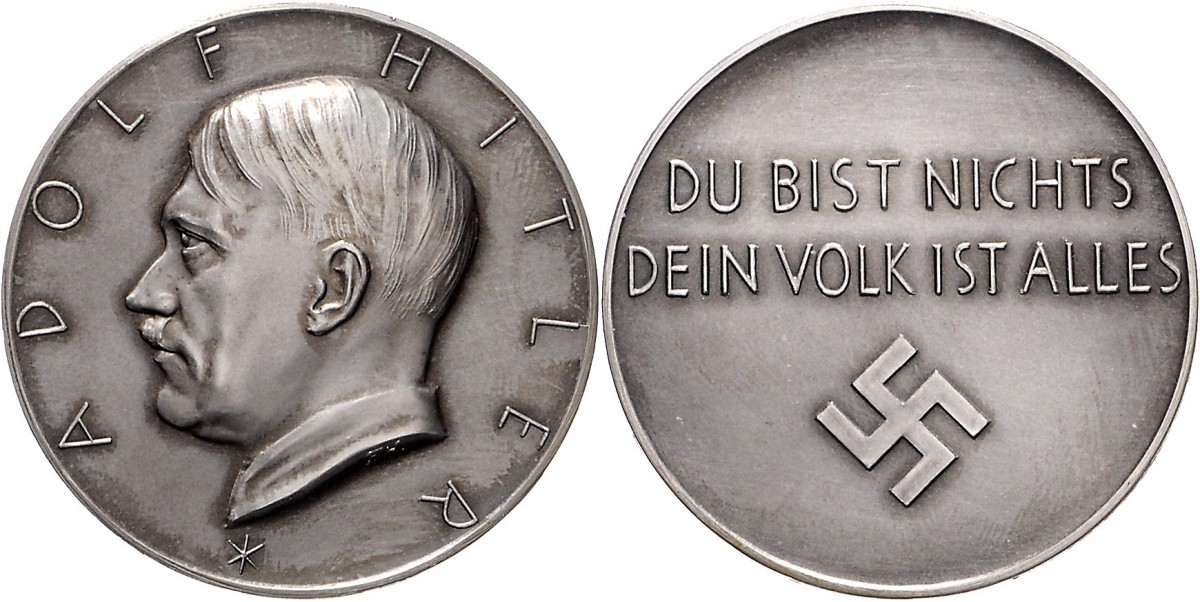 ADOLF HITLER
DU BIST NICHTS
DEIN VOLK IST ALLES